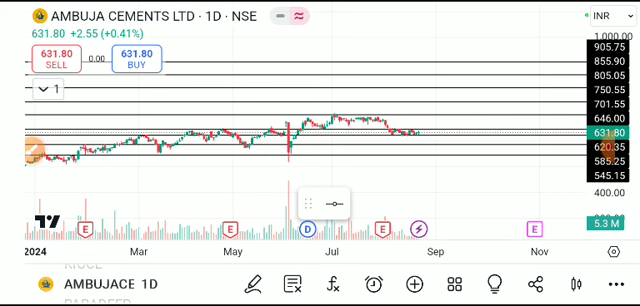 AMBUJA CEMENTS LTD · 1D · NSE
INR
631.80 +2.55 (+0.41%)
1,000.00
631.80
SELL
0.00
631.80
BUY
905.75
855.90
805.05
750.55
701.55
646.00
631.80
620.35
585.25
545.15
400.00
5.3 M
1
E
E
D
E
E
TV
2024
Mar
May
Jul
Sep
Nov
AMBUJACE 1D